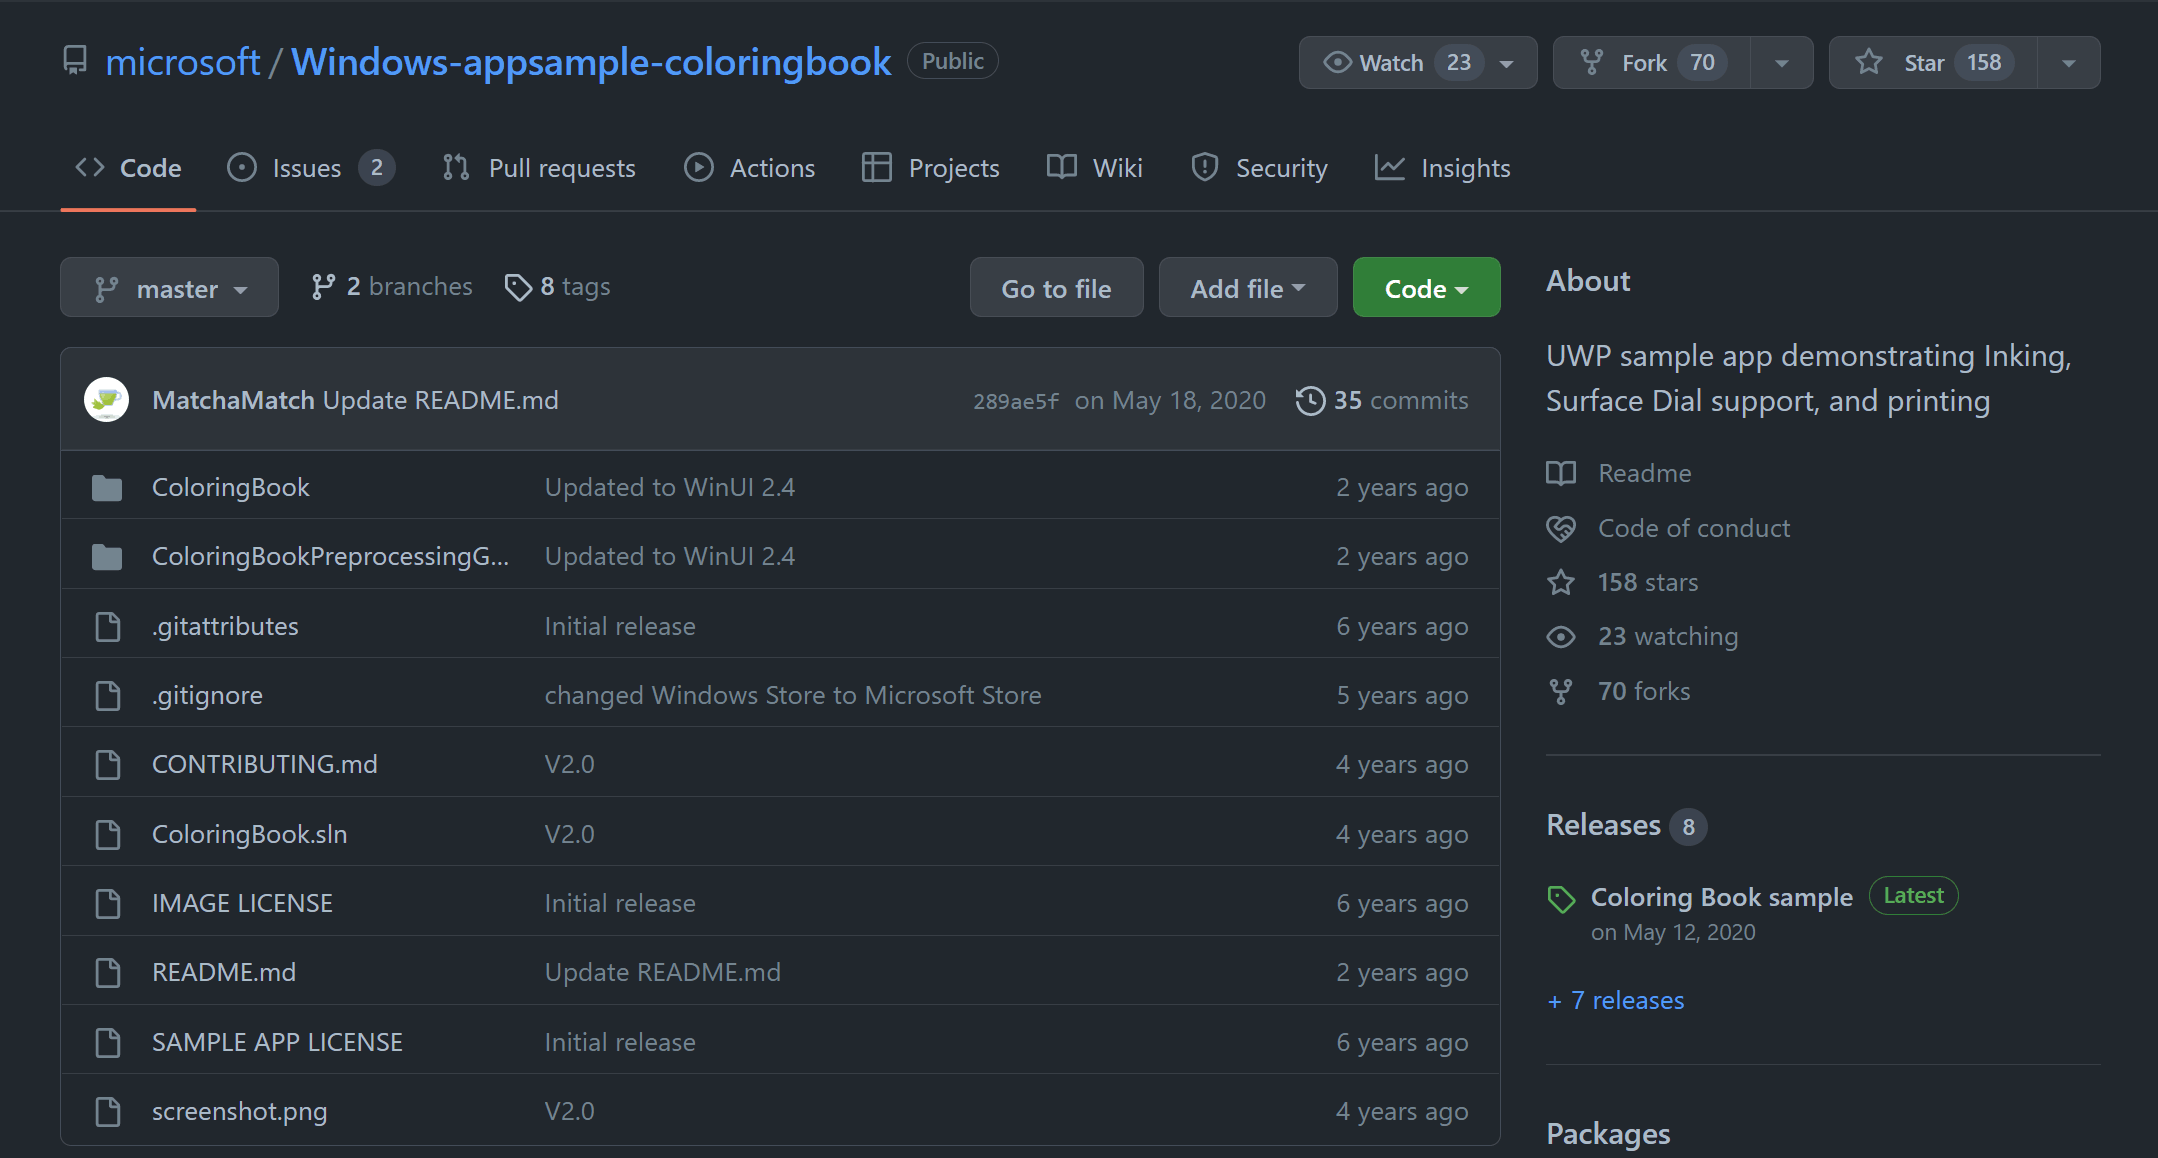 microsoft / Windows-appsample-coloringbook Public Watch 23 Fork 70 Star 158
Code Issues 2 Pull requests Actions Projects Wiki Security Insights
master 2 branches 8 tags Go to file Add file Code
MatchaMatch Update README.md 289ae5f on May 18, 2020 35 commits
ColoringBook Updated to WinUI 2.4 2 years ago
ColoringBookPreprocessingG... Updated to WinUI 2.4 2 years ago
.gitattributes Initial release 6 years ago
.gitignore changed Windows Store to Microsoft Store 5 years ago
CONTRIBUTING.md V2.0 4 years ago
ColoringBook.sln V2.0 4 years ago
IMAGE LICENSE Initial release 6 years ago
README.md Update README.md 2 years ago
SAMPLE APP LICENSE Initial release 6 years ago
screenshot.png V2.0 4 years ago
About
UWP sample app demonstrating Inking,
Surface Dial support, and printing
Readme
Code of conduct
158 stars
23 watching
70 forks
Releases 8
Coloring Book sample Latest
on May 12, 2020
+ 7 releases
Packages